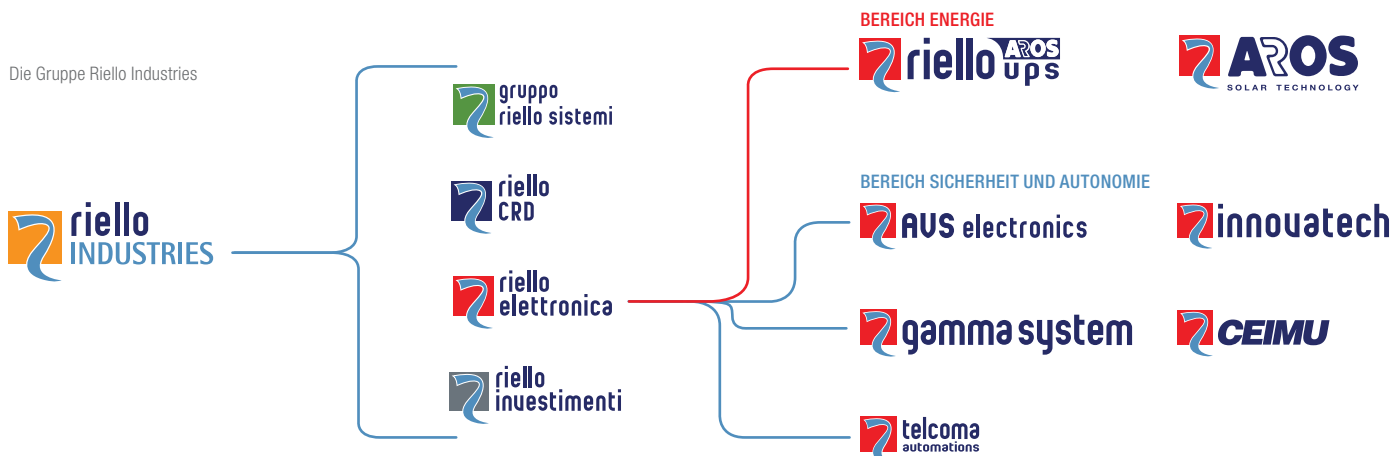 Die Gruppe Riello Industries
riello
INDUSTRIES
gruppo
riello sistemi
riello
CRD
riello
elettronica
riello
investimenti
BEREICH ENERGIE
riello AROS
ups
AROS
SOLAR TECHNOLOGY
BEREICH SICHERHEIT UND AUTONOMIE
AVS electronics
innovatech
gamma system
CEIMU
telcoma
automations